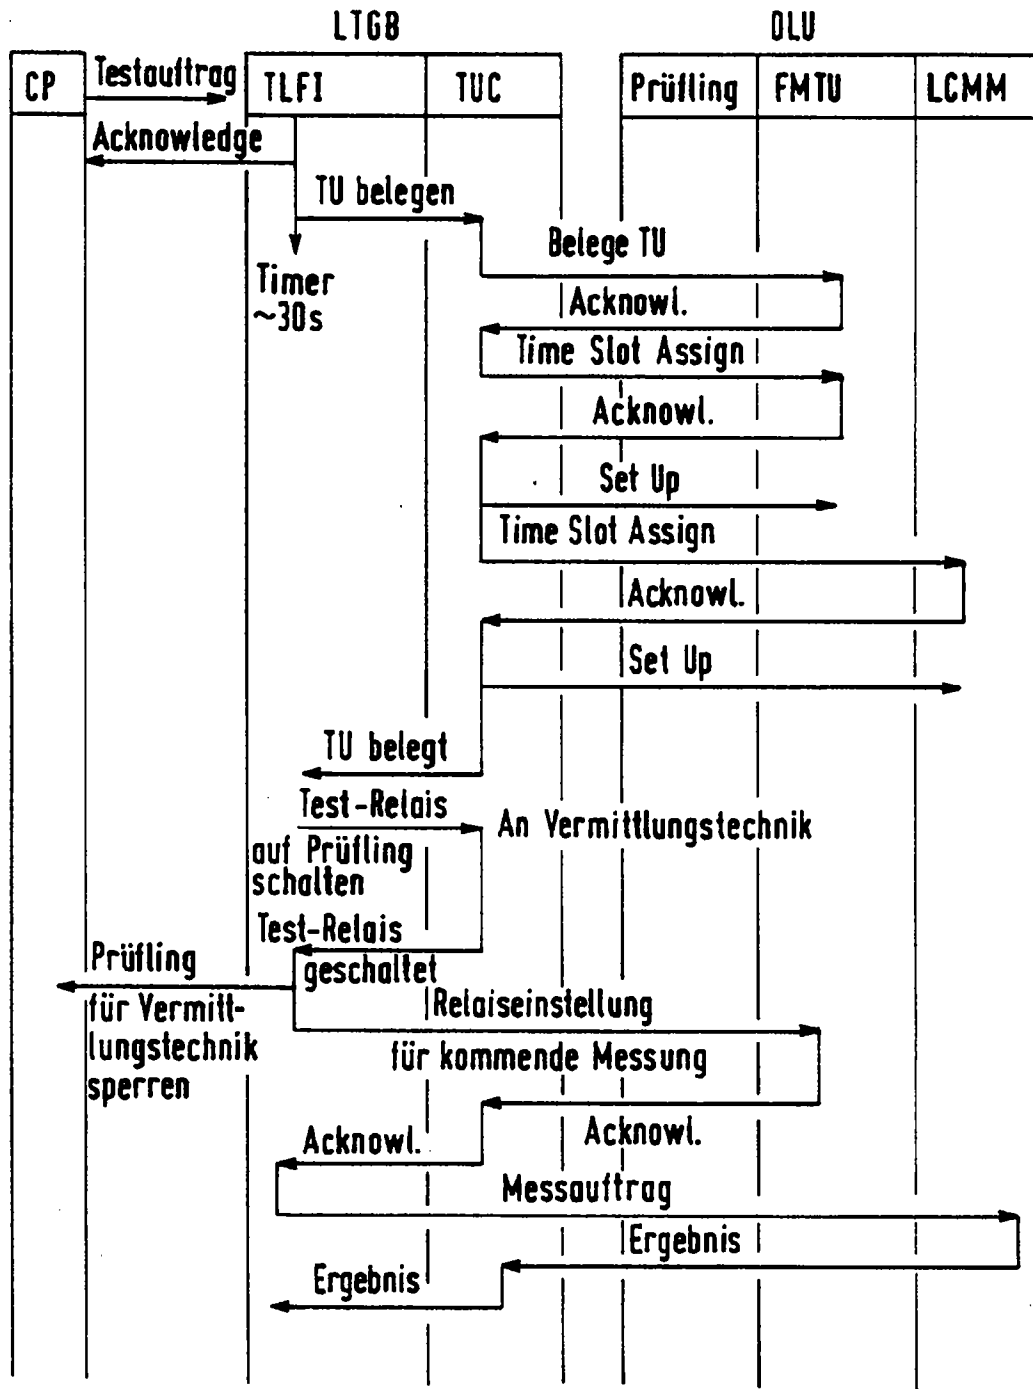 LTGB
DLU
CP
Testauftrag
TLFI
TUC
Prüfling
FMTU
LCMM
Acknowledge
TU belegen
Belege TU
Timer
~30s
Acknowl.
Time Slot Assign
Acknowl.
Set Up
Time Slot Assign
Acknowl.
Set Up
TU belegt
Test-Relais
An Vermittlungstechnik
auf Prüfling
schalten
Test-Relais
geschaltet
Prüfling
für Vermitt-
lungstechnik
sperren
Relaiseinstellung
für kommende Messung
Acknowl.
Acknowl.
Messauftrag
Ergebnis
Ergebnis